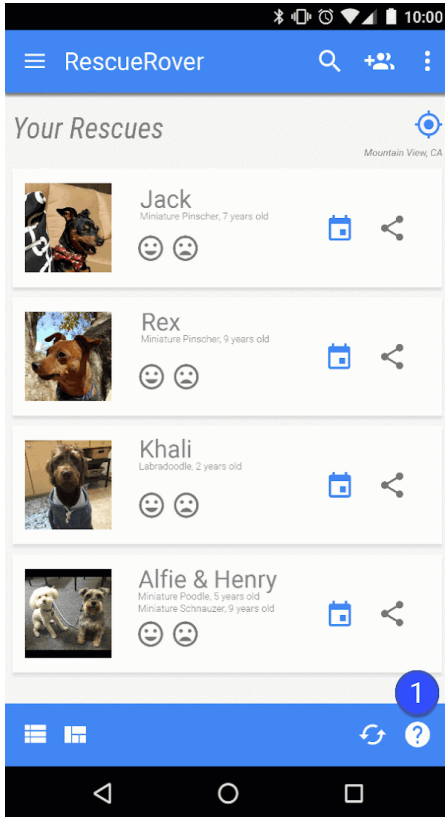 10:00
RescueRover
Your Rescues
Mountain View, CA
Jack
Miniature Pinscher, 7 years old
Rex
Miniature Pinscher, 9 years old
Khali
Labradoodle, 2 years old
Alfie & Henry
Miniature Poodle, 5 years old
Miniature Schnauzer, 9 years old
1